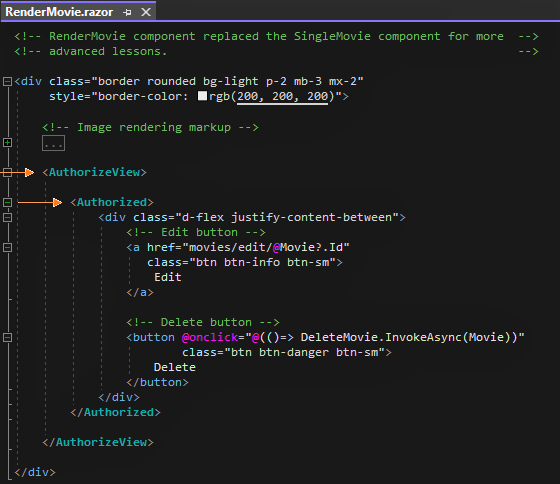 RenderMovie.razor
<!-- RenderMovie component replaced the SingleMovie component for more -->
<!-- advanced lessons. -->
<div class="border rounded bg-light p-2 mb-3 mx-2"
style="border-color: rgb(200, 200, 200)">
<!-- Image rendering markup -->
...
<AuthorizeView>
<Authorized>
<div class="d-flex justify-content-between">
<!-- Edit button -->
<a href="movies/edit/@Movie?.Id"
class="btn btn-info btn-sm">
Edit
</a>
<!-- Delete button -->
<button @onclick="@(()=> DeleteMovie.InvokeAsync(Movie))"
class="btn btn-danger btn-sm">
Delete
</button>
</div>
</Authorized>
</AuthorizeView>
</div>